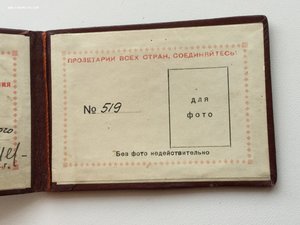 ПРОЛЕТАРИИ ВСЕХ СТРАН, СОЕДИНЯЙТЕСЬ!
№ 519
для
фото
Без фото недействительно